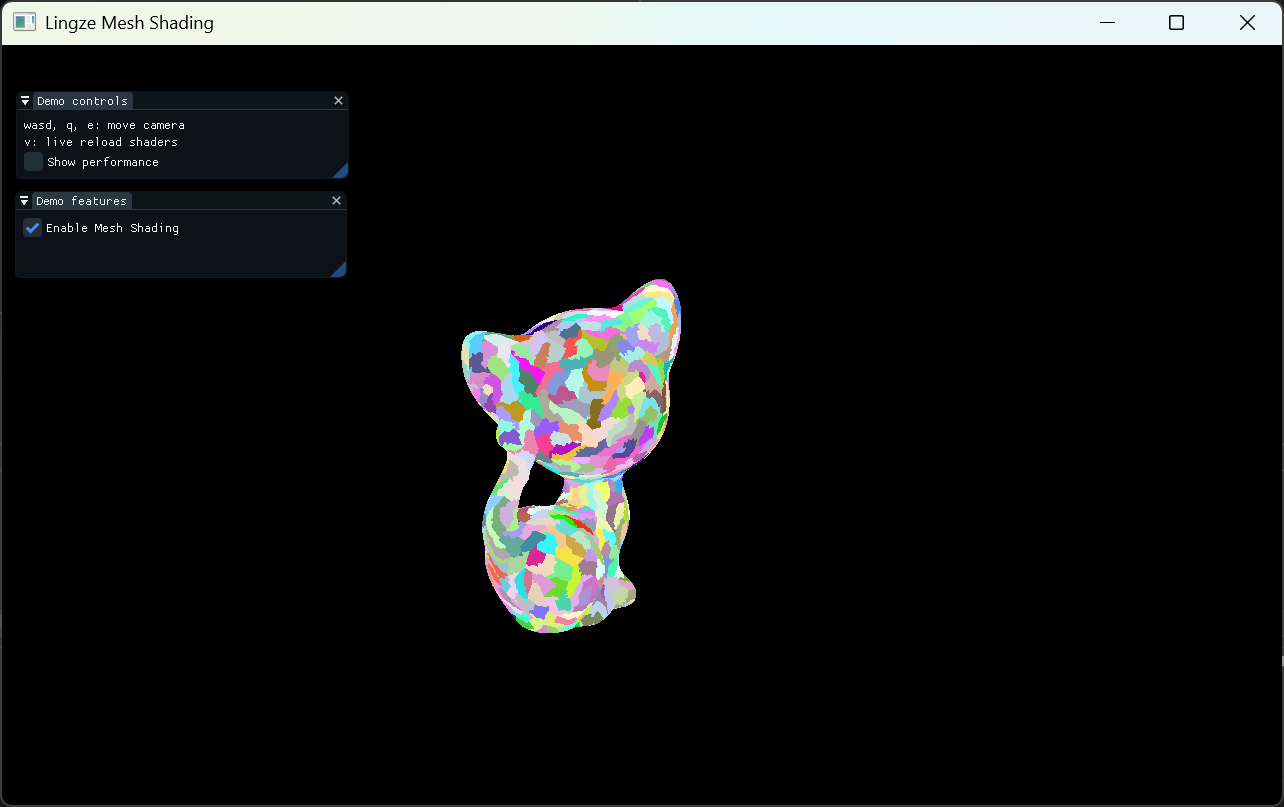 Lingze Mesh Shading
Demo controls
wasd, q, e: move camera
v: live reload shaders
Show performance
Demo features
Enable Mesh Shading